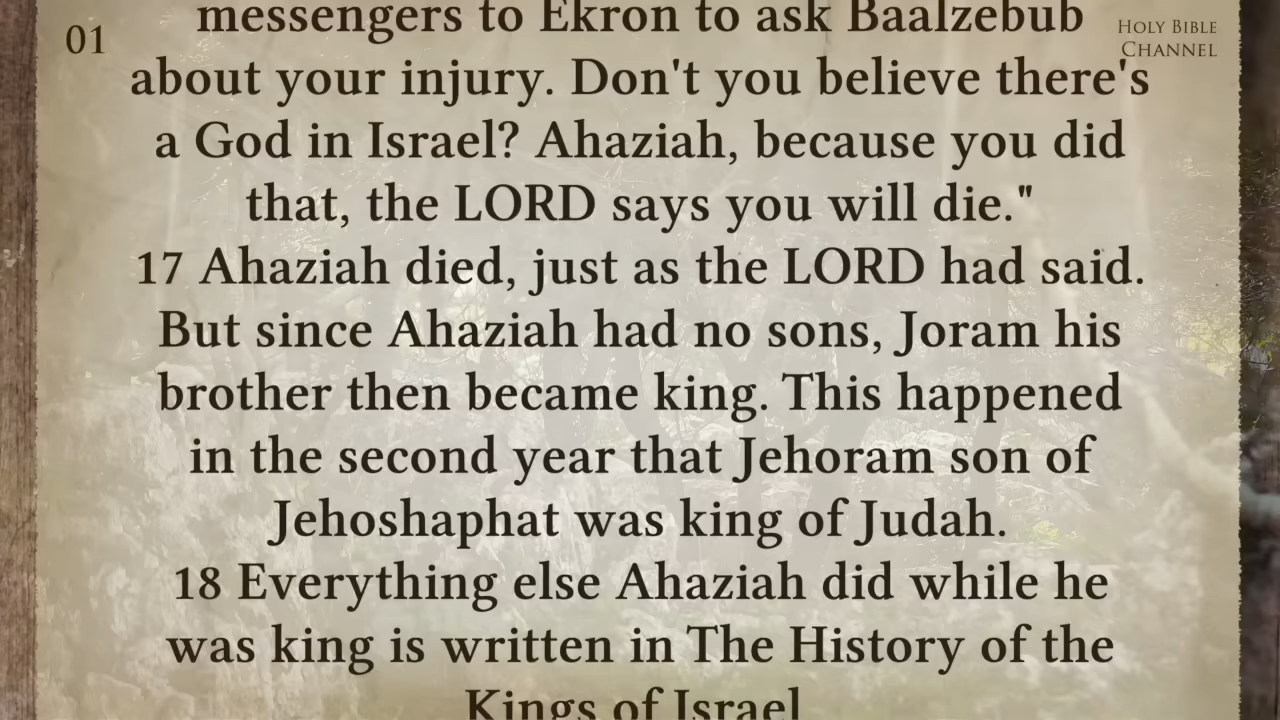 01
HOLY BIBLE
CHANNEL
messengers to Ekron to ask Baalzebub
about your injury. Don't you believe there's
a God in Israel? Ahaziah, because you did
that, the LORD says you will die."
17 Ahaziah died, just as the LORD had said.
But since Ahaziah had no sons, Joram his
brother then became king. This happened
in the second year that Jehoram son of
Jehoshaphat was king of Judah.
18 Everything else Ahaziah did while he
was king is written in The History of the
Kings of Israel